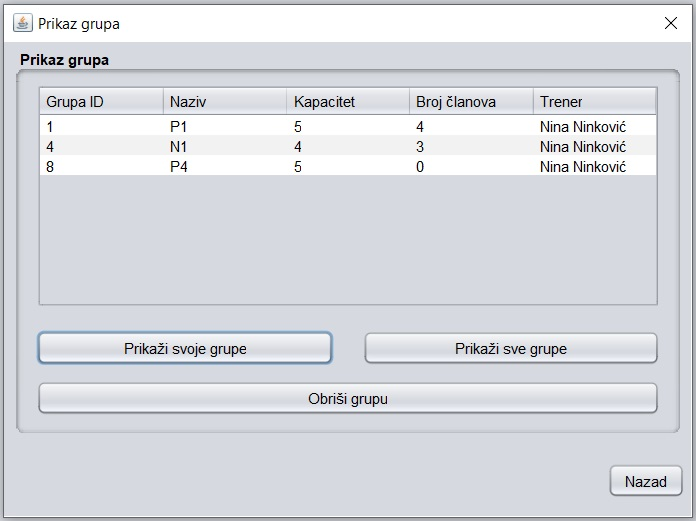 Prikaz grupa
Prikaz grupa
Grupa ID Naziv Kapacitet Broj članova Trener
1 P1 5 4 Nina Ninković
4 N1 4 3 Nina Ninković
8 P4 5 0 Nina Ninković
Prikaži svoje grupe Prikaži sve grupe
Obriši grupu
Nazad